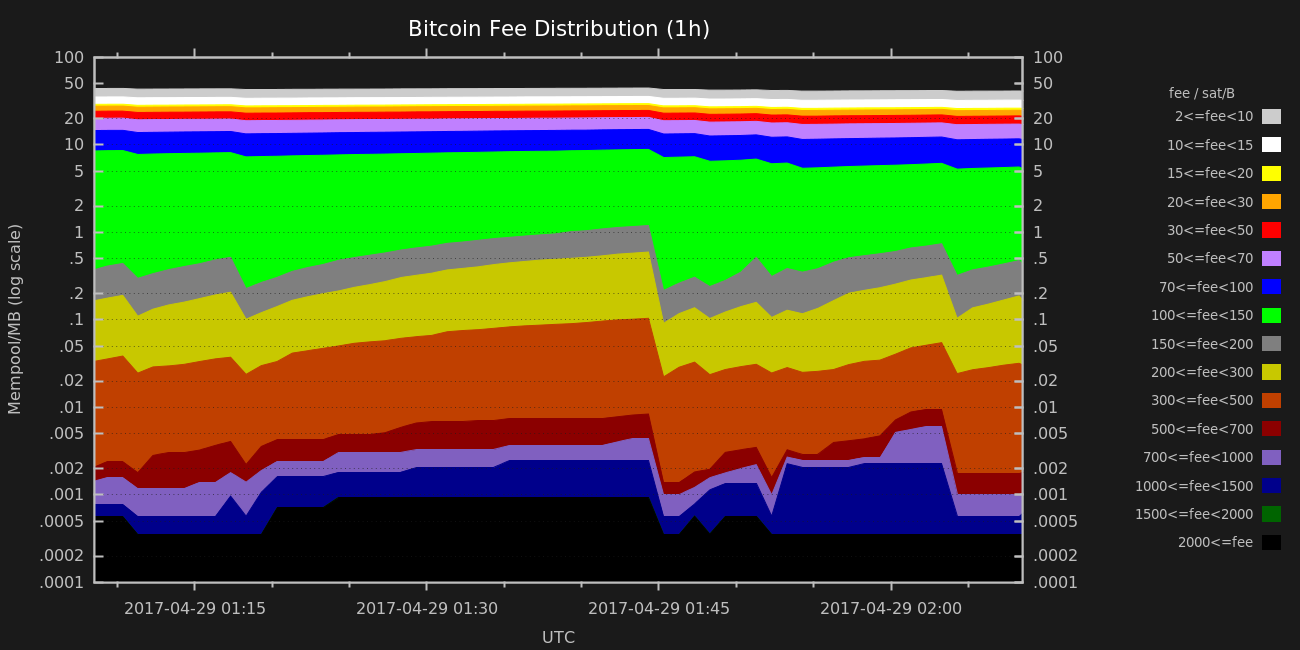 Bitcoin Fee Distribution (1h)
100
50
20
10
5
2
1
.5
.2
.1
.05
.02
.01
.005
.002
.001
.0005
.0002
.0001
Mempool/MB (log scale)
100
50
20
10
5
2
1
.5
.2
.1
.05
.02
.01
.005
.002
.001
.0005
.0002
.0001
2017-04-29 01:15
2017-04-29 01:30
2017-04-29 01:45
2017-04-29 02:00
UTC
fee / sat/B
2<=fee<10
10<=fee<15
15<=fee<20
20<=fee<30
30<=fee<50
50<=fee<70
70<=fee<100
100<=fee<150
150<=fee<200
200<=fee<300
300<=fee<500
500<=fee<700
700<=fee<1000
1000<=fee<1500
1500<=fee<2000
2000<=fee